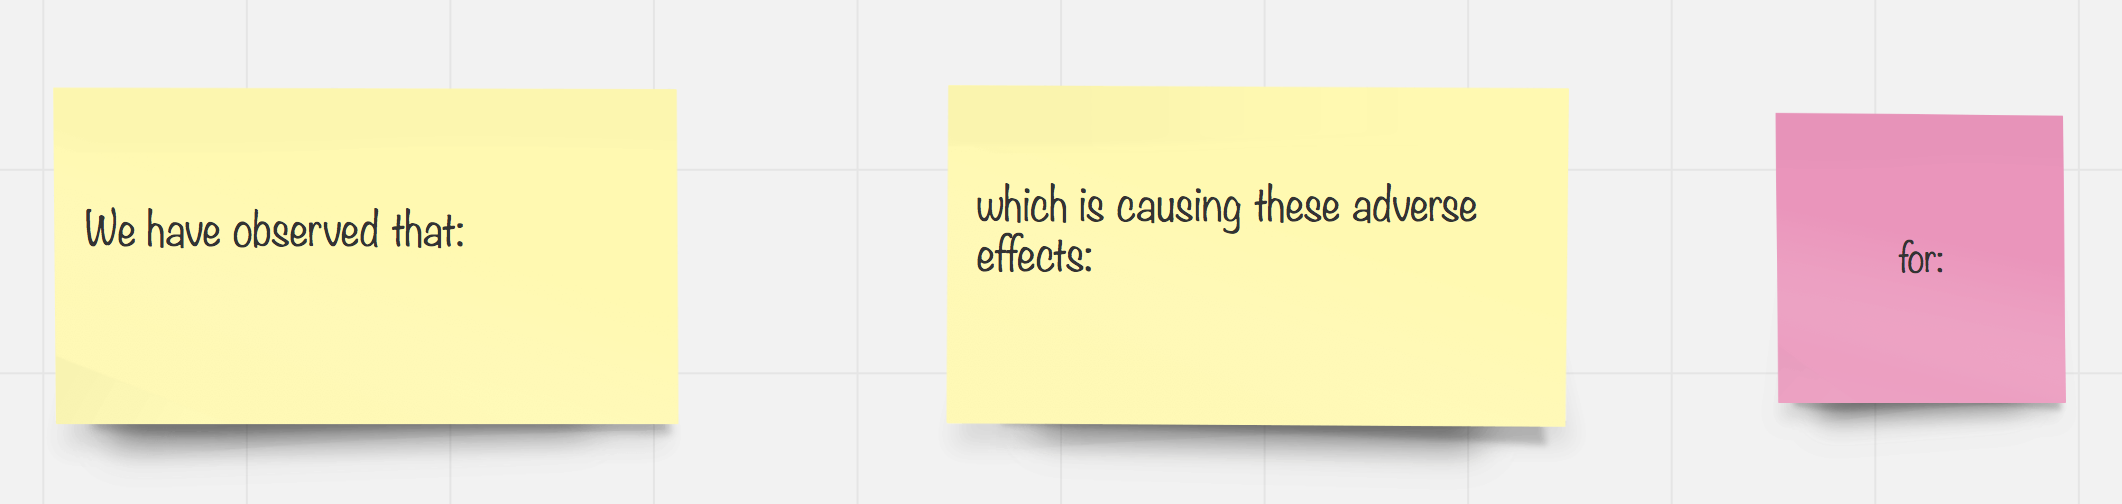 We have observed that:
which is causing these adverse
effects:
for: